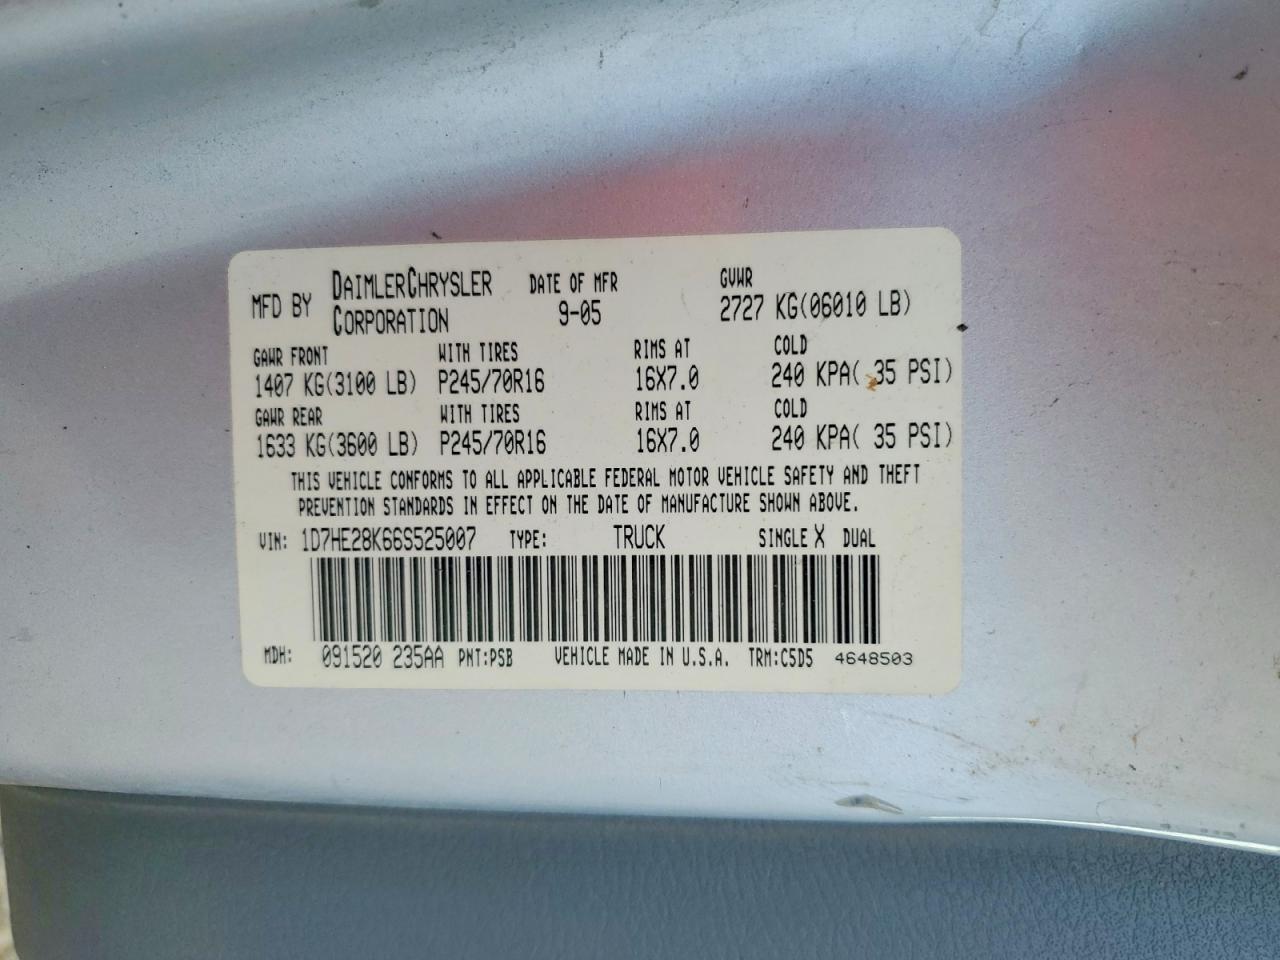 MFD BY DAIMLERCHRYSLER CORPORATION DATE OF MFR 9-05 GVWR 2727 KG(06010 LB)
GAWR FRONT WITH TIRES RIMS AT COLD
1407 KG(3100 LB) P245/70R16 16X7.0 240 KPA( 35 PSI)
GAWR REAR WITH TIRES RIMS AT COLD
1633 KG(3600 LB) P245/70R16 16X7.0 240 KPA( 35 PSI)
THIS VEHICLE CONFORMS TO ALL APPLICABLE FEDERAL MOTOR VEHICLE SAFETY AND THEFT
PREVENTION STANDARDS IN EFFECT ON THE DATE OF MANUFACTURE SHOWN ABOVE.
VIN: 1D7HE28K66S525007 TYPE: TRUCK SINGLE X DUAL
MDH: 091520 235AA PNT:PSB VEHICLE MADE IN U.S.A. TRM:C5D5 4648503